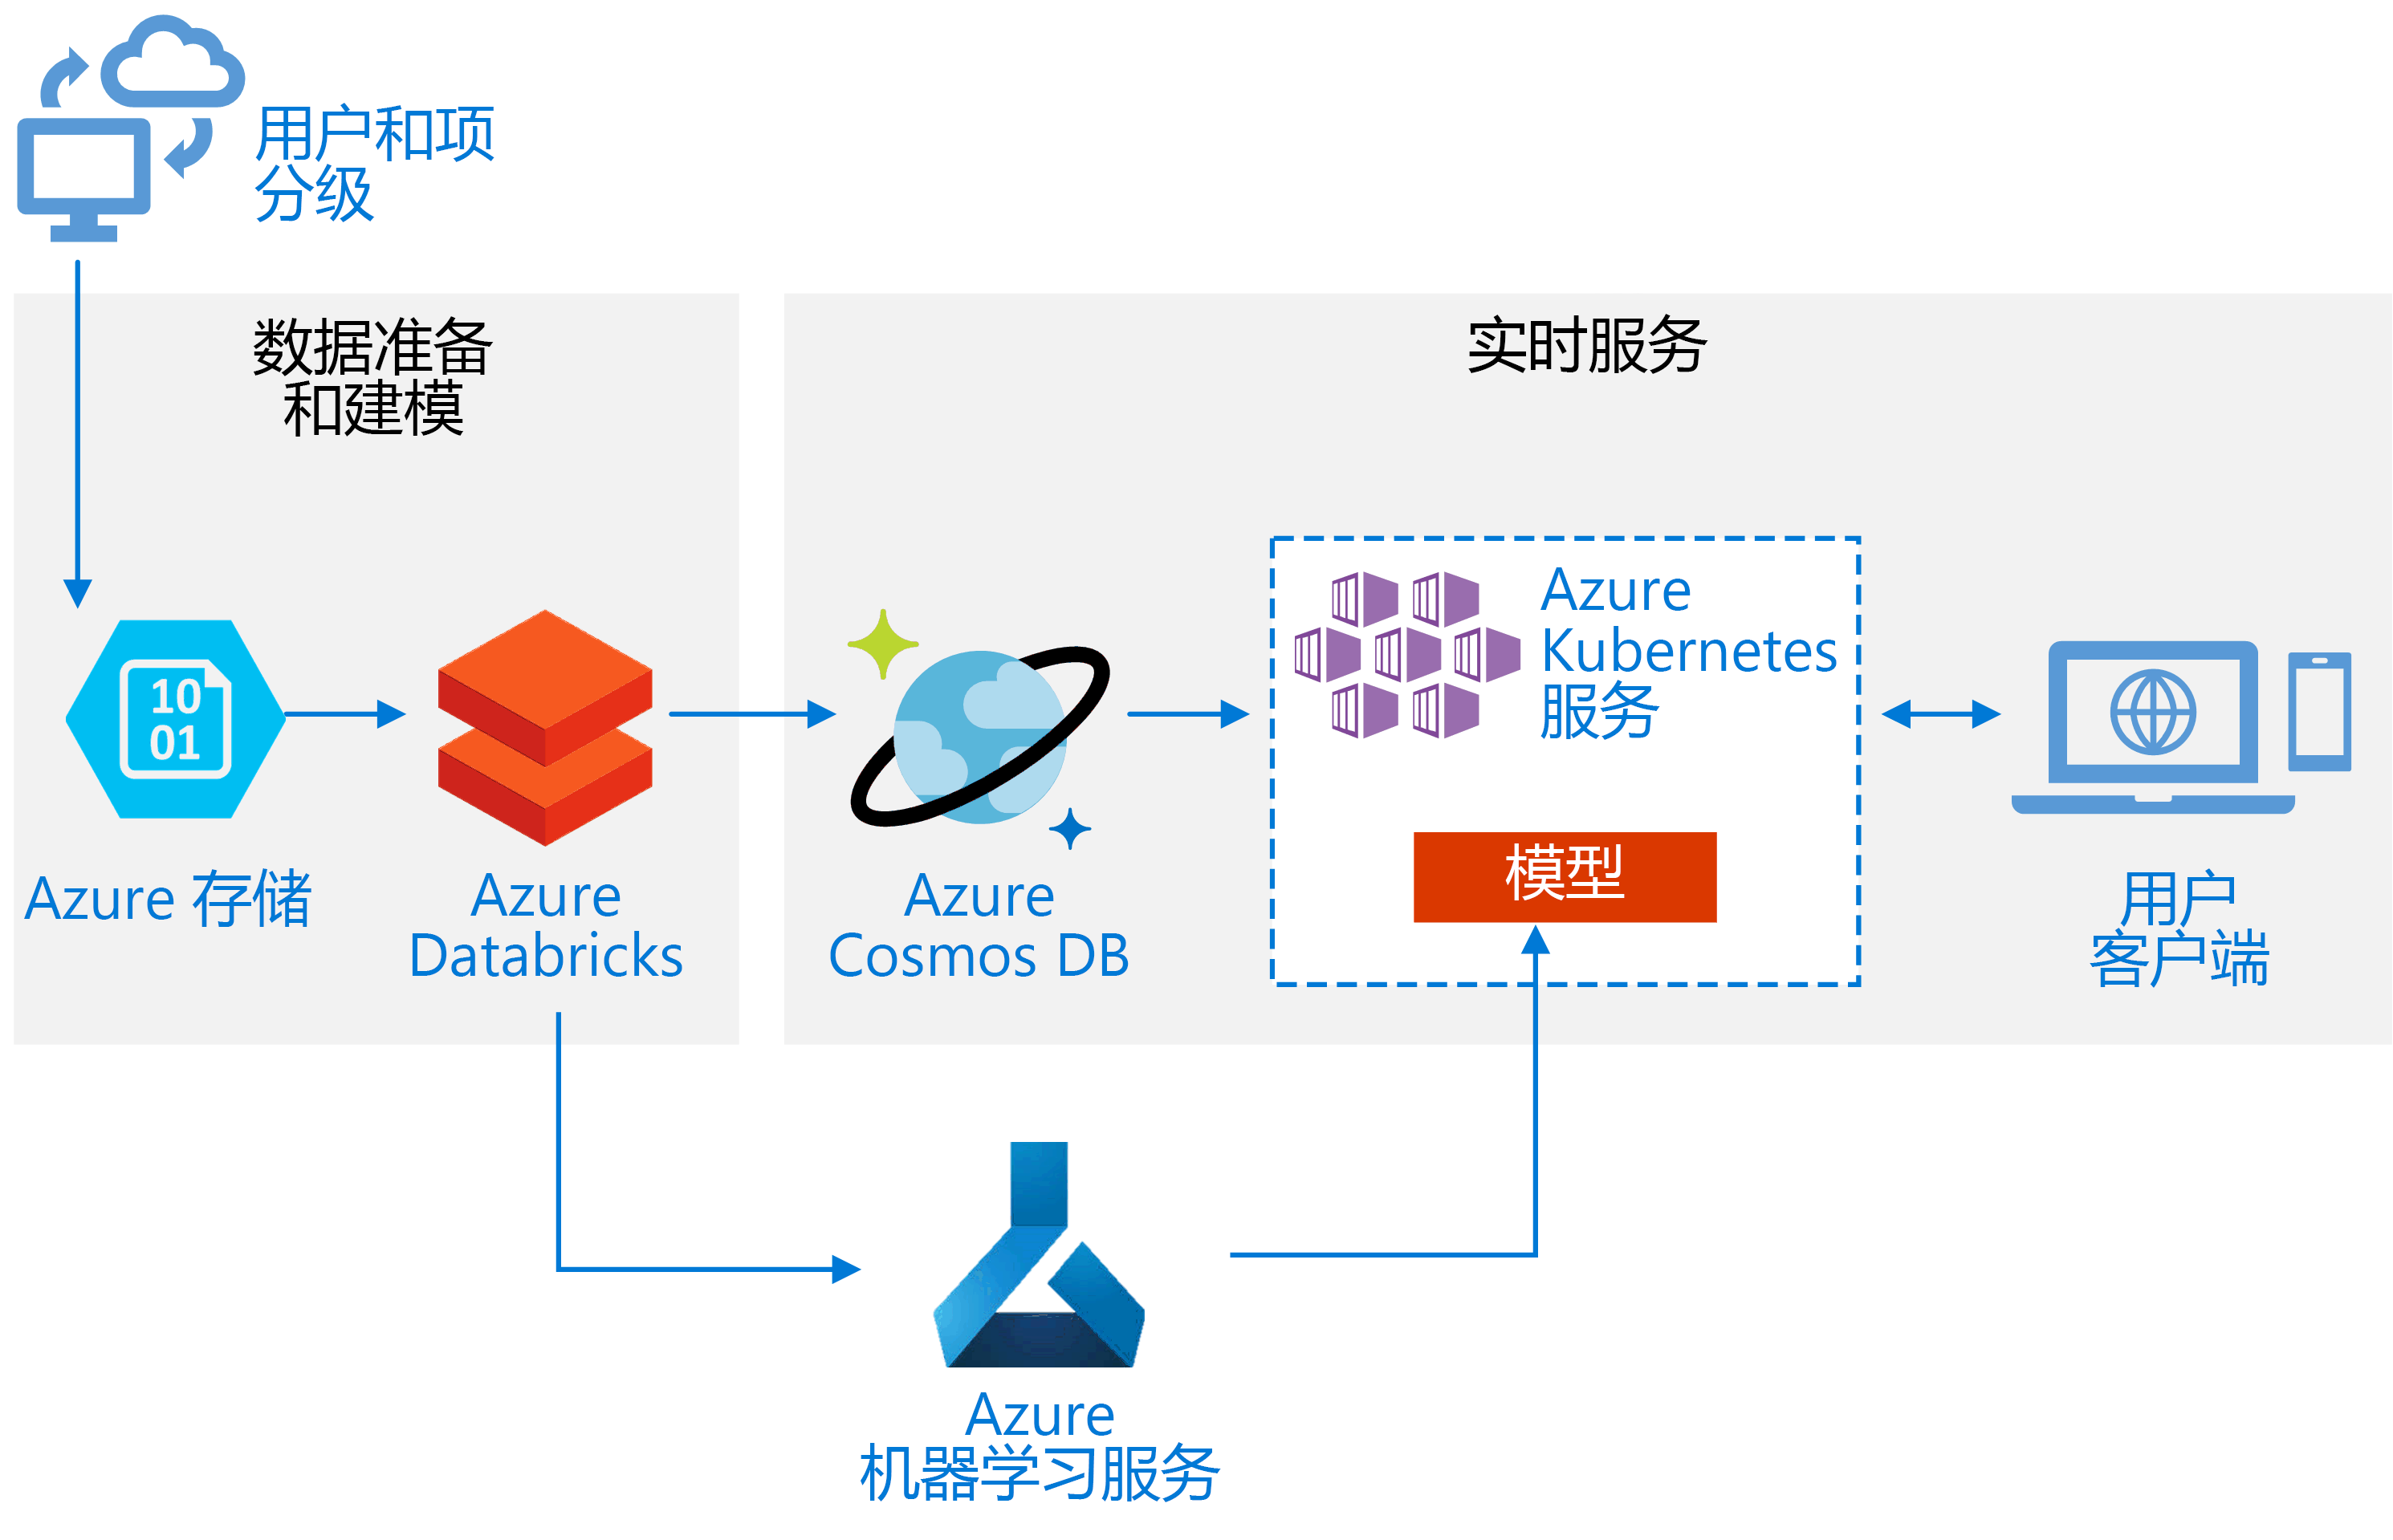 用户和项
分级
数据准备
和建模
实时服务
10
01
Azure 存储
Azure
Databricks
Azure
Cosmos DB
Azure
Kubernetes
服务
模型
用户
客户端
Azure
机器学习服务